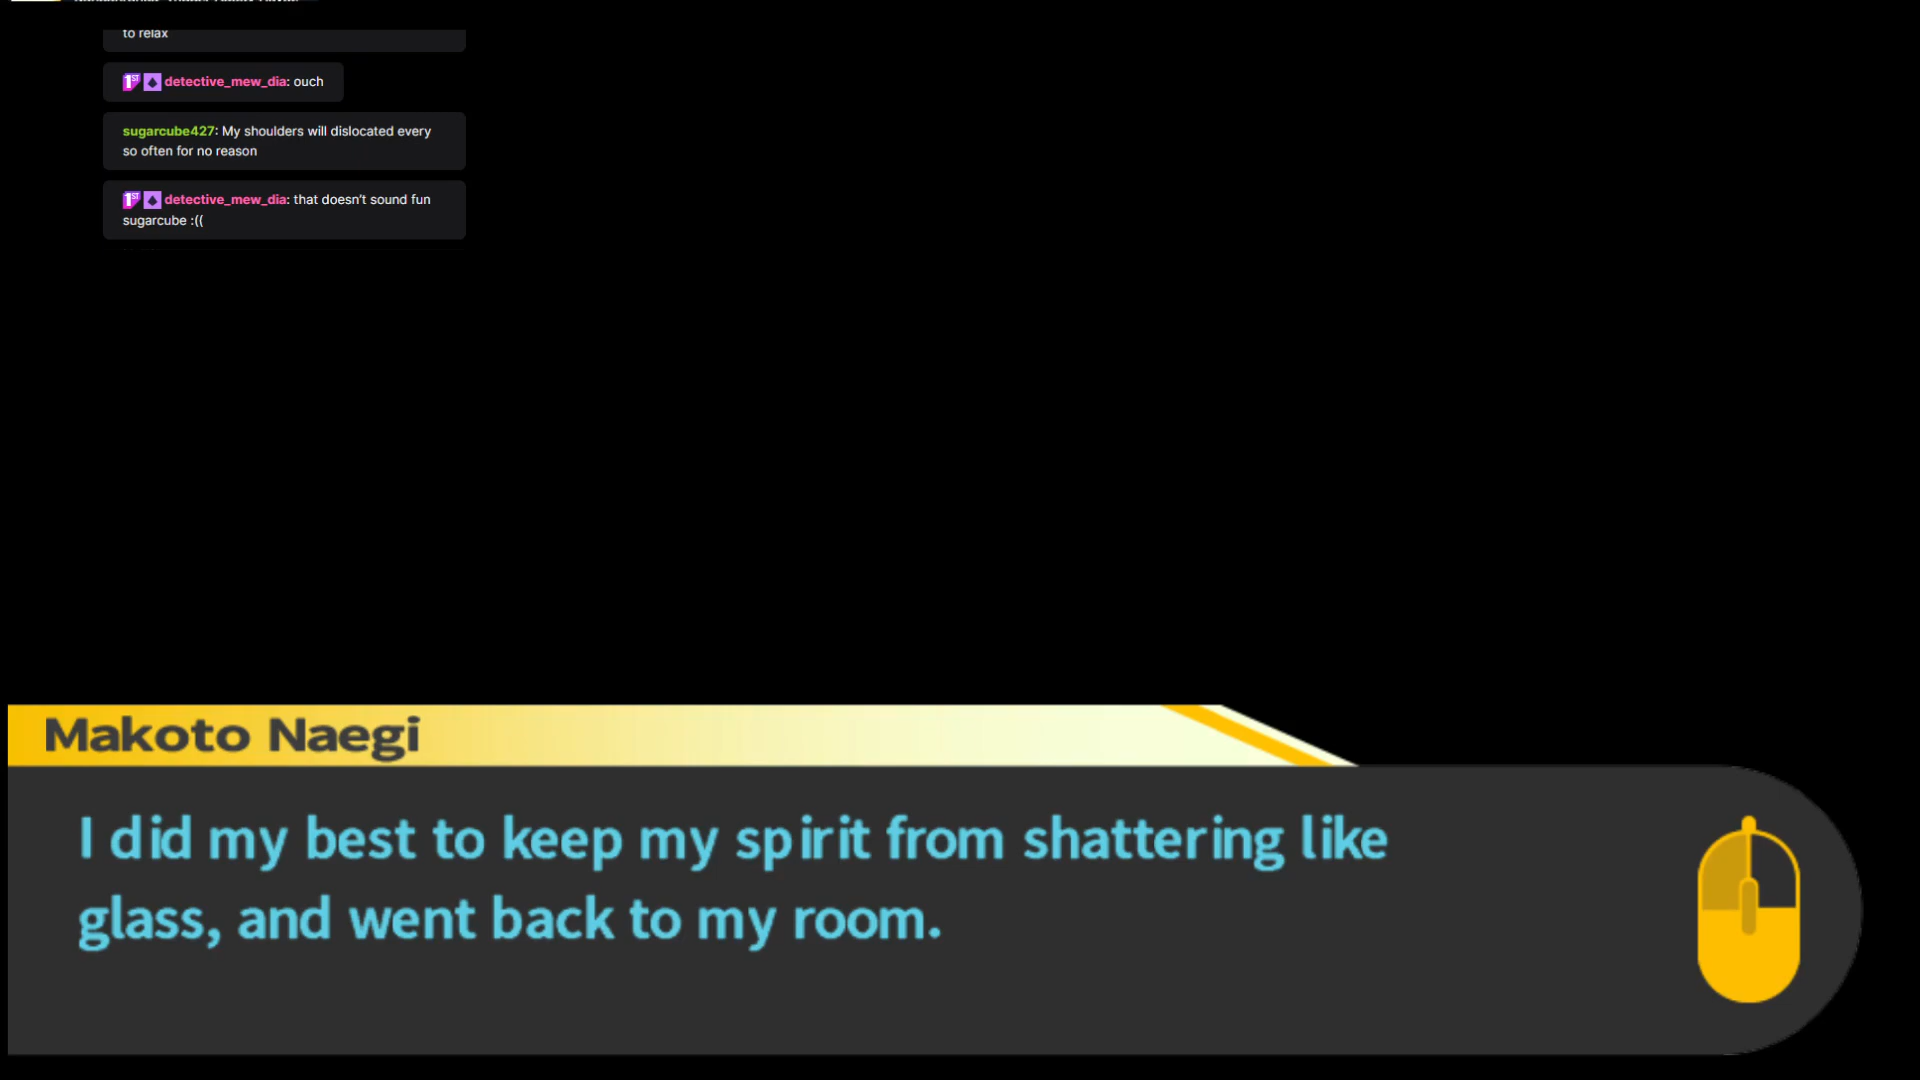 to relax
detective_mew_dia: ouch
sugarcube427: My shoulders will dislocated every
so often for no reason
detective_mew_dia: that doesn't sound fun
sugarcube :((
Makoto Naegi
I did my best to keep my spirit from shattering like
glass, and went back to my room.